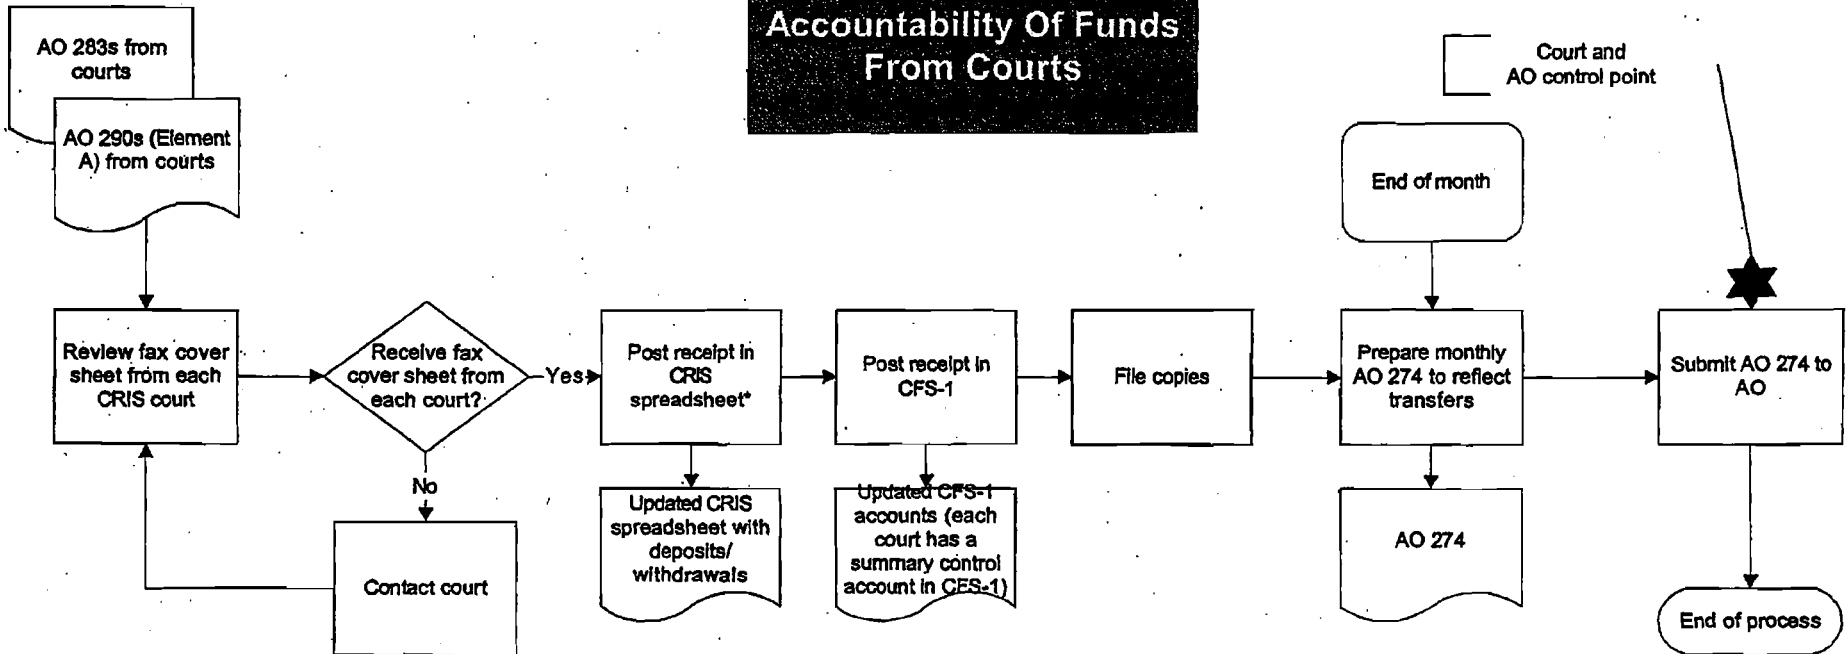 Accountability Of Funds
From Courts
AO 283s from
courts
AO 290s (Element
A) from courts
Court and
AO control point
End of month
Review fax cover
sheet from each
CRIS court
Receive fax
cover sheet from
each court?
Yes
No
Contact court
Post receipt in
CRIS
spreadsheet*
Updated CRIS
spreadsheet with
deposits/
withdrawals
Post receipt in
CFS-1
Updated CFS-1
accounts (each
court has a
summary control
account in CFS-1)
File copies
Prepare monthly
AO 274 to reflect
transfers
AO 274
Submit AO 274 to
AO
End of process